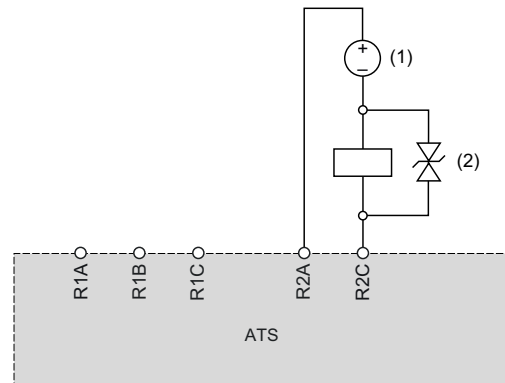 +
(1)
–
(2)
R1A
R1B
R1C
R2A
R2C
ATS